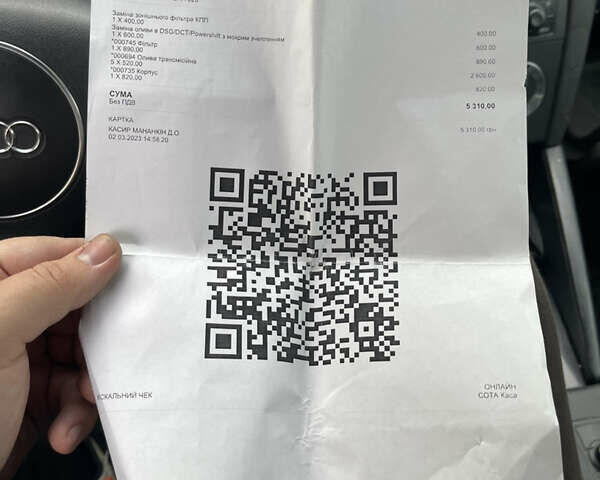 Заміна зовнішнього фільтра КПП
1 X 400,00
400.00
Заміна оливи в DSG/DCT/Powershift з мокрим зчепленням
1 X 600,00
600.00
*000745 Фільтр
1 X 890,00
890.00
*000694 Олива трансмісійна
5 X 520,00
2 600.00
*000735 Корпус
1 X 820,00
820.00
СУМА
5 310,00
Без ПДВ
КАРТКА
5 310,00 грн
КАСИР МАНАНКІН Д.О.
02.03.2023 14:58:20
ІСКАЛЬНИЙ ЧЕК
ОНЛАЙН
СОТА Каса